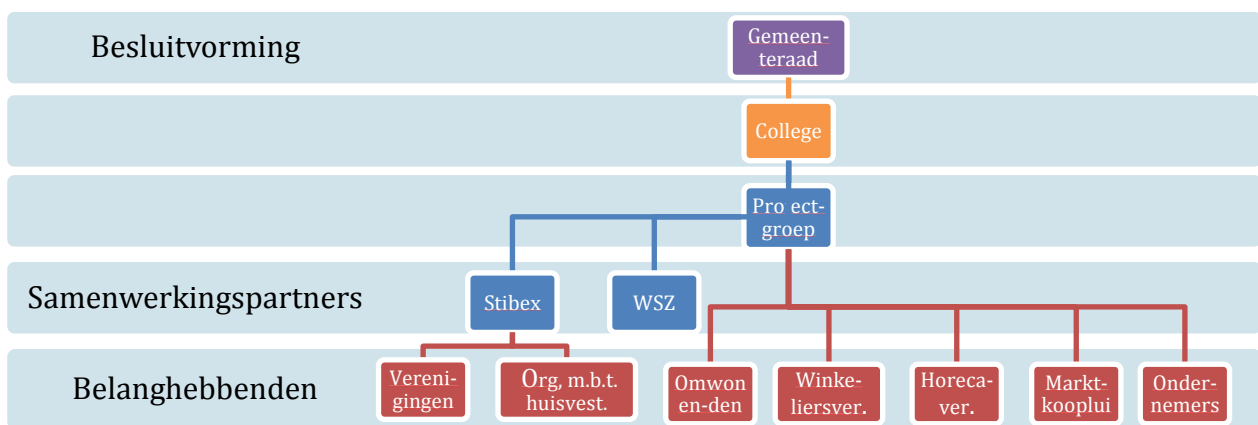 Besluitvorming
Gemeen-
teraad
College
Pro ect-
groep
Samenwerkingspartners
Stibex
WSZ
Belanghebbenden
Vereni-
gingen
Org, m.b.t.
huisvest.
Omwon
en-den
Winke-
liersver.
Horeca-
ver.
Markt-
kooplui
Onder-
nemers